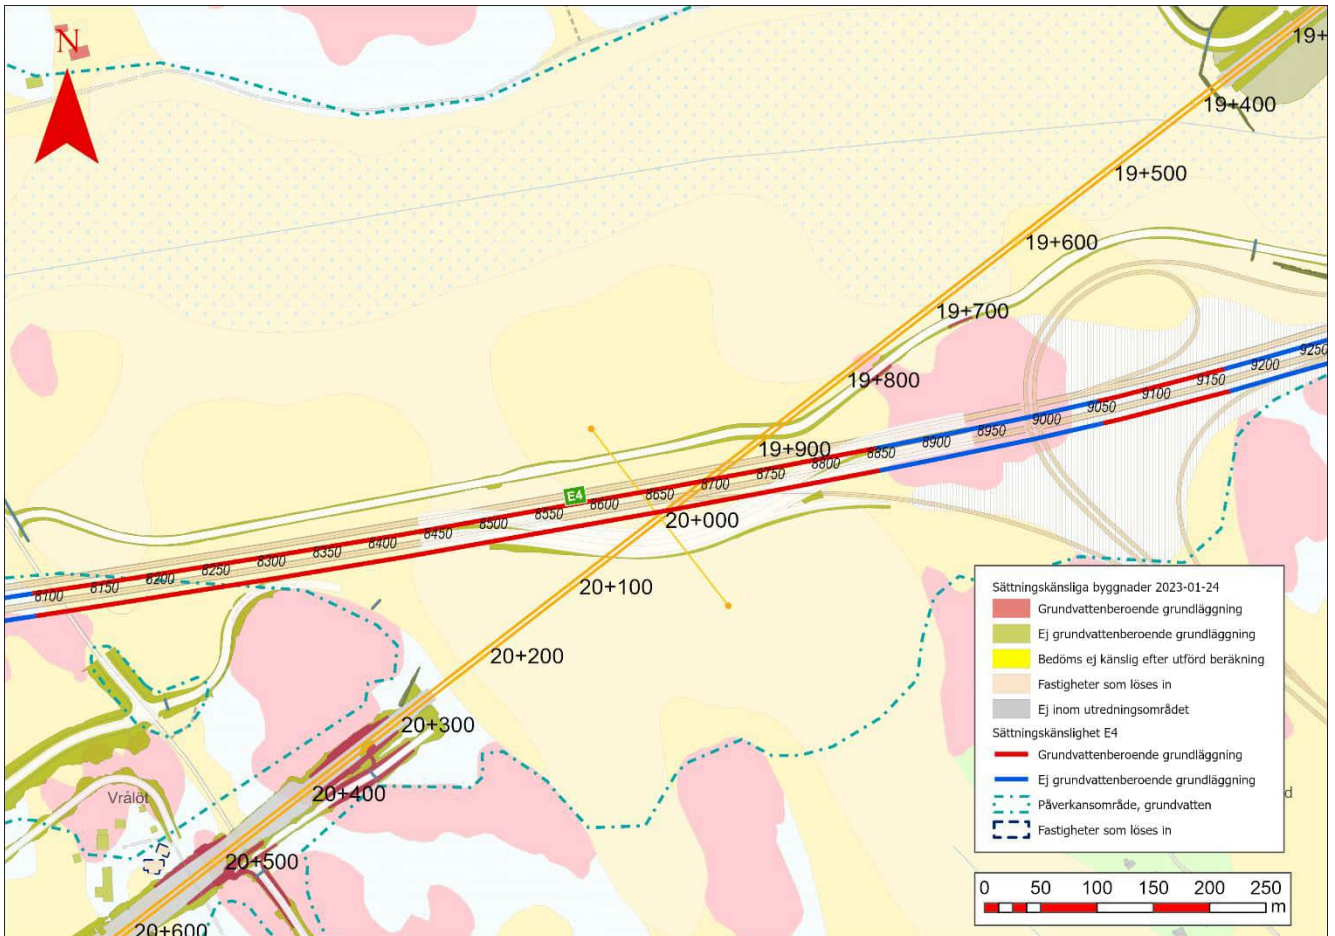 N
19+
19+400
19+500
19+600
19+700
19+800
19+900
20+000
20+100
20+200
20+300
20+400
20+500
20+600
8100
8150
8200
8250
8300
8350
8400
8450
8500
8550
8600
8650
8700
8750
8800
8850
8900
8950
9000
9050
9100
9150
9200
9250
E4
Vrålöt
d
Sättningskänsliga byggnader 2023-01-24
Grundvattenberoende grundläggning
Ej grundvattenberoende grundläggning
Bedöms ej känslig efter utförd beräkning
Fastigheter som löses in
Ej inom utredningsområdet
Sättningskänslighet E4
Grundvattenberoende grundläggning
Ej grundvattenberoende grundläggning
Påverkansområde, grundvatten
Fastigheter som löses in
0 50 100 150 200 250
m